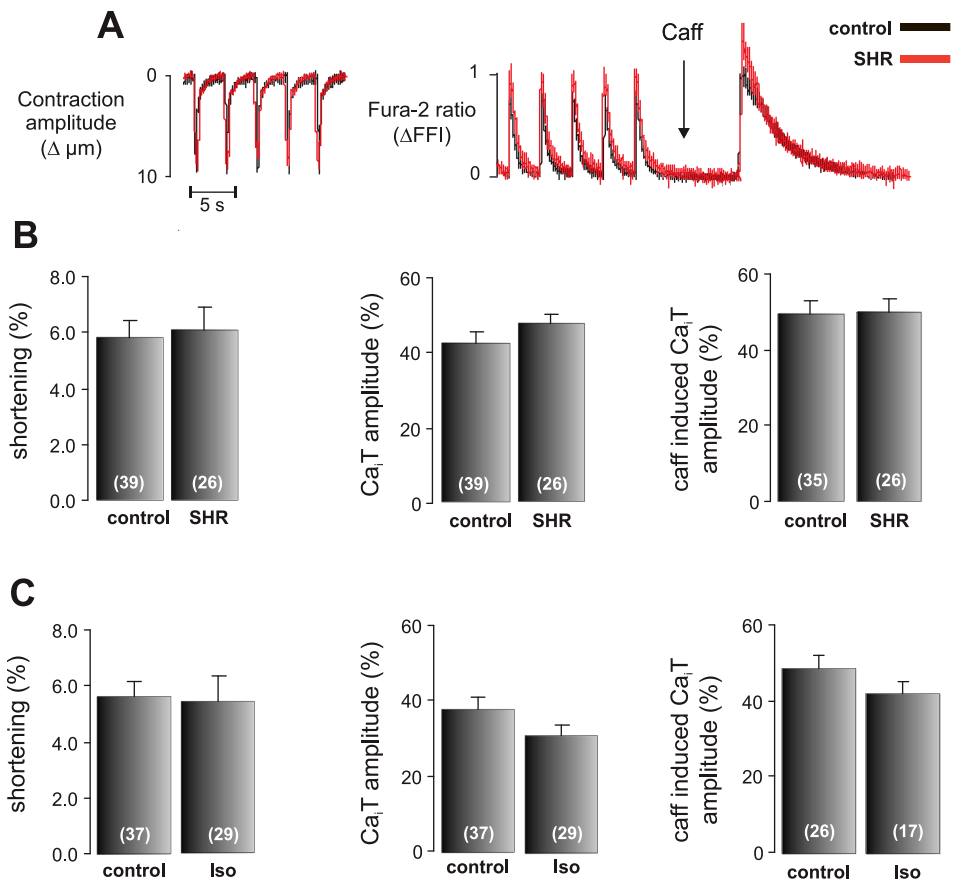 A
control
SHR
Caff
Contraction
amplitude
(Δ μm)
0
10
5 s
Fura-2 ratio
(ΔFFI)
1
0
B
shortening (%)
8.0
6.0
4.0
2.0
0.0
(39)
(26)
control
SHR
CaiT amplitude (%)
60
40
20
0
(39)
(26)
control
SHR
caff induced CaiT
amplitude (%)
60
40
20
0
(35)
(26)
control
SHR
C
shortening (%)
8.0
6.0
4.0
2.0
0.0
(37)
(29)
control
Iso
CaiT amplitude (%)
60
40
20
0
(37)
(29)
control
Iso
caff induced CaiT
amplitude (%)
60
40
20
0
(26)
(17)
control
Iso